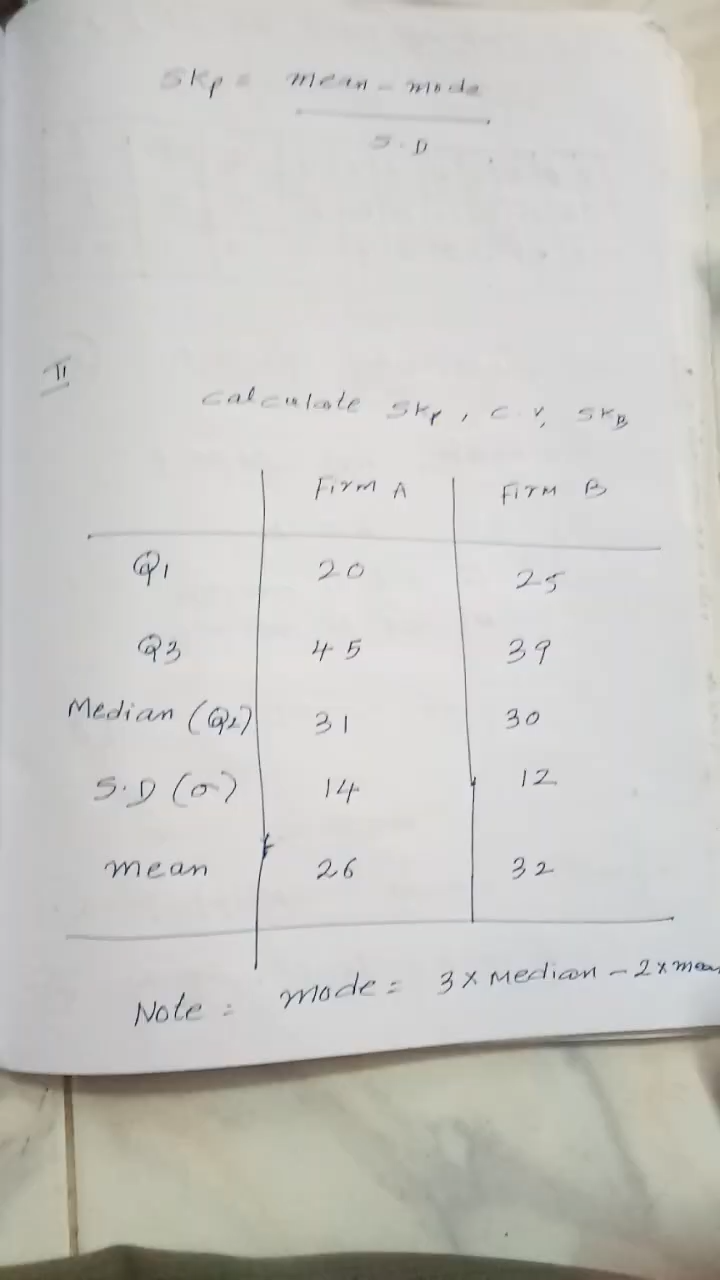 SKp = mean - mode
S.D
II
calculate SKp, C.V, SKB
Firm A Firm B
Q1 20 25
Q3 45 39
Median (Q2) 31 30
S.D (σ) 14 12
mean 26 32
Note: mode = 3 x Median - 2 x mean